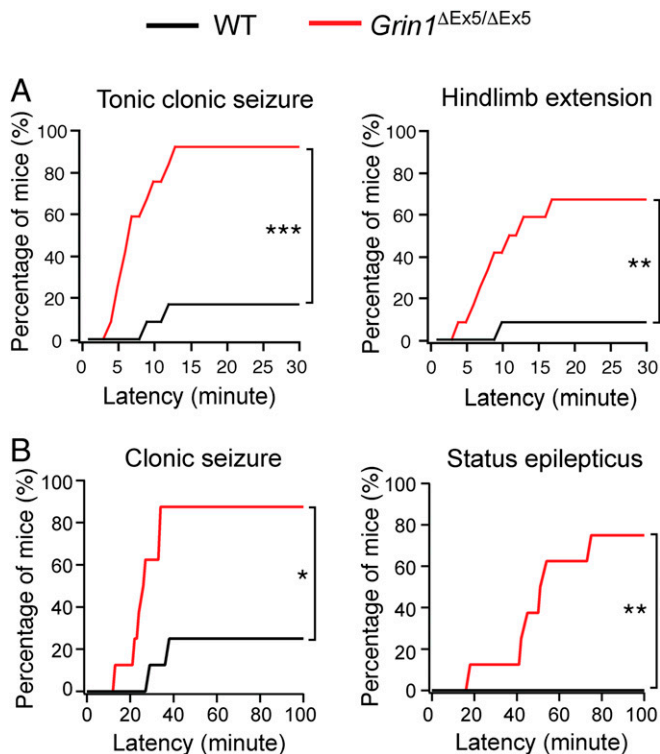 WT
Grin1ΔEx5/ΔEx5
A
Tonic clonic seizure
Percentage of mice (%)
100
80
60
40
20
0
***
0 5 10 15 20 25 30
Latency (minute)
Hindlimb extension
Percentage of mice (%)
100
80
60
40
20
0
**
0 5 10 15 20 25 30
Latency (minute)
B
Clonic seizure
Percentage of mice (%)
100
80
60
40
20
0
*
0 20 40 60 80 100
Latency (minute)
Status epilepticus
Percentage of mice (%)
100
80
60
40
20
0
**
0 20 40 60 80 100
Latency (minute)